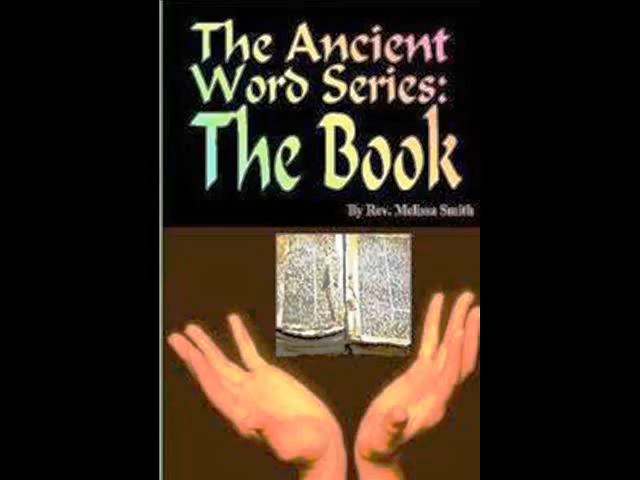 The Ancient
Word Series:
The Book
By Rev. Melissa Smith